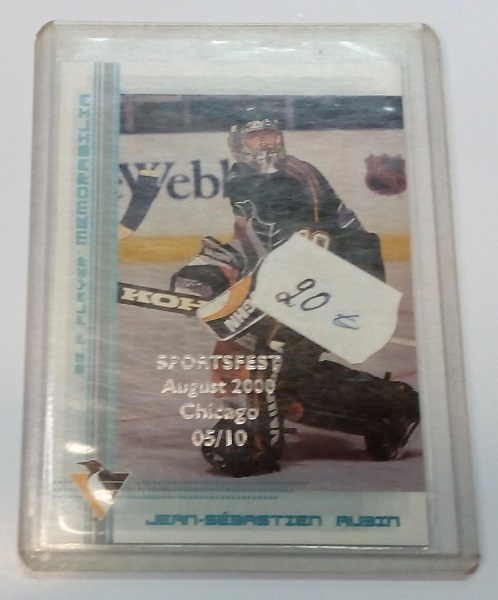 BE A PLAYER MEMORABILIA
Web
20 €
KOHO
SPORTSFEST
August 2000
Chicago
05/10
JEAN-SÉBASTIEN AUBIN